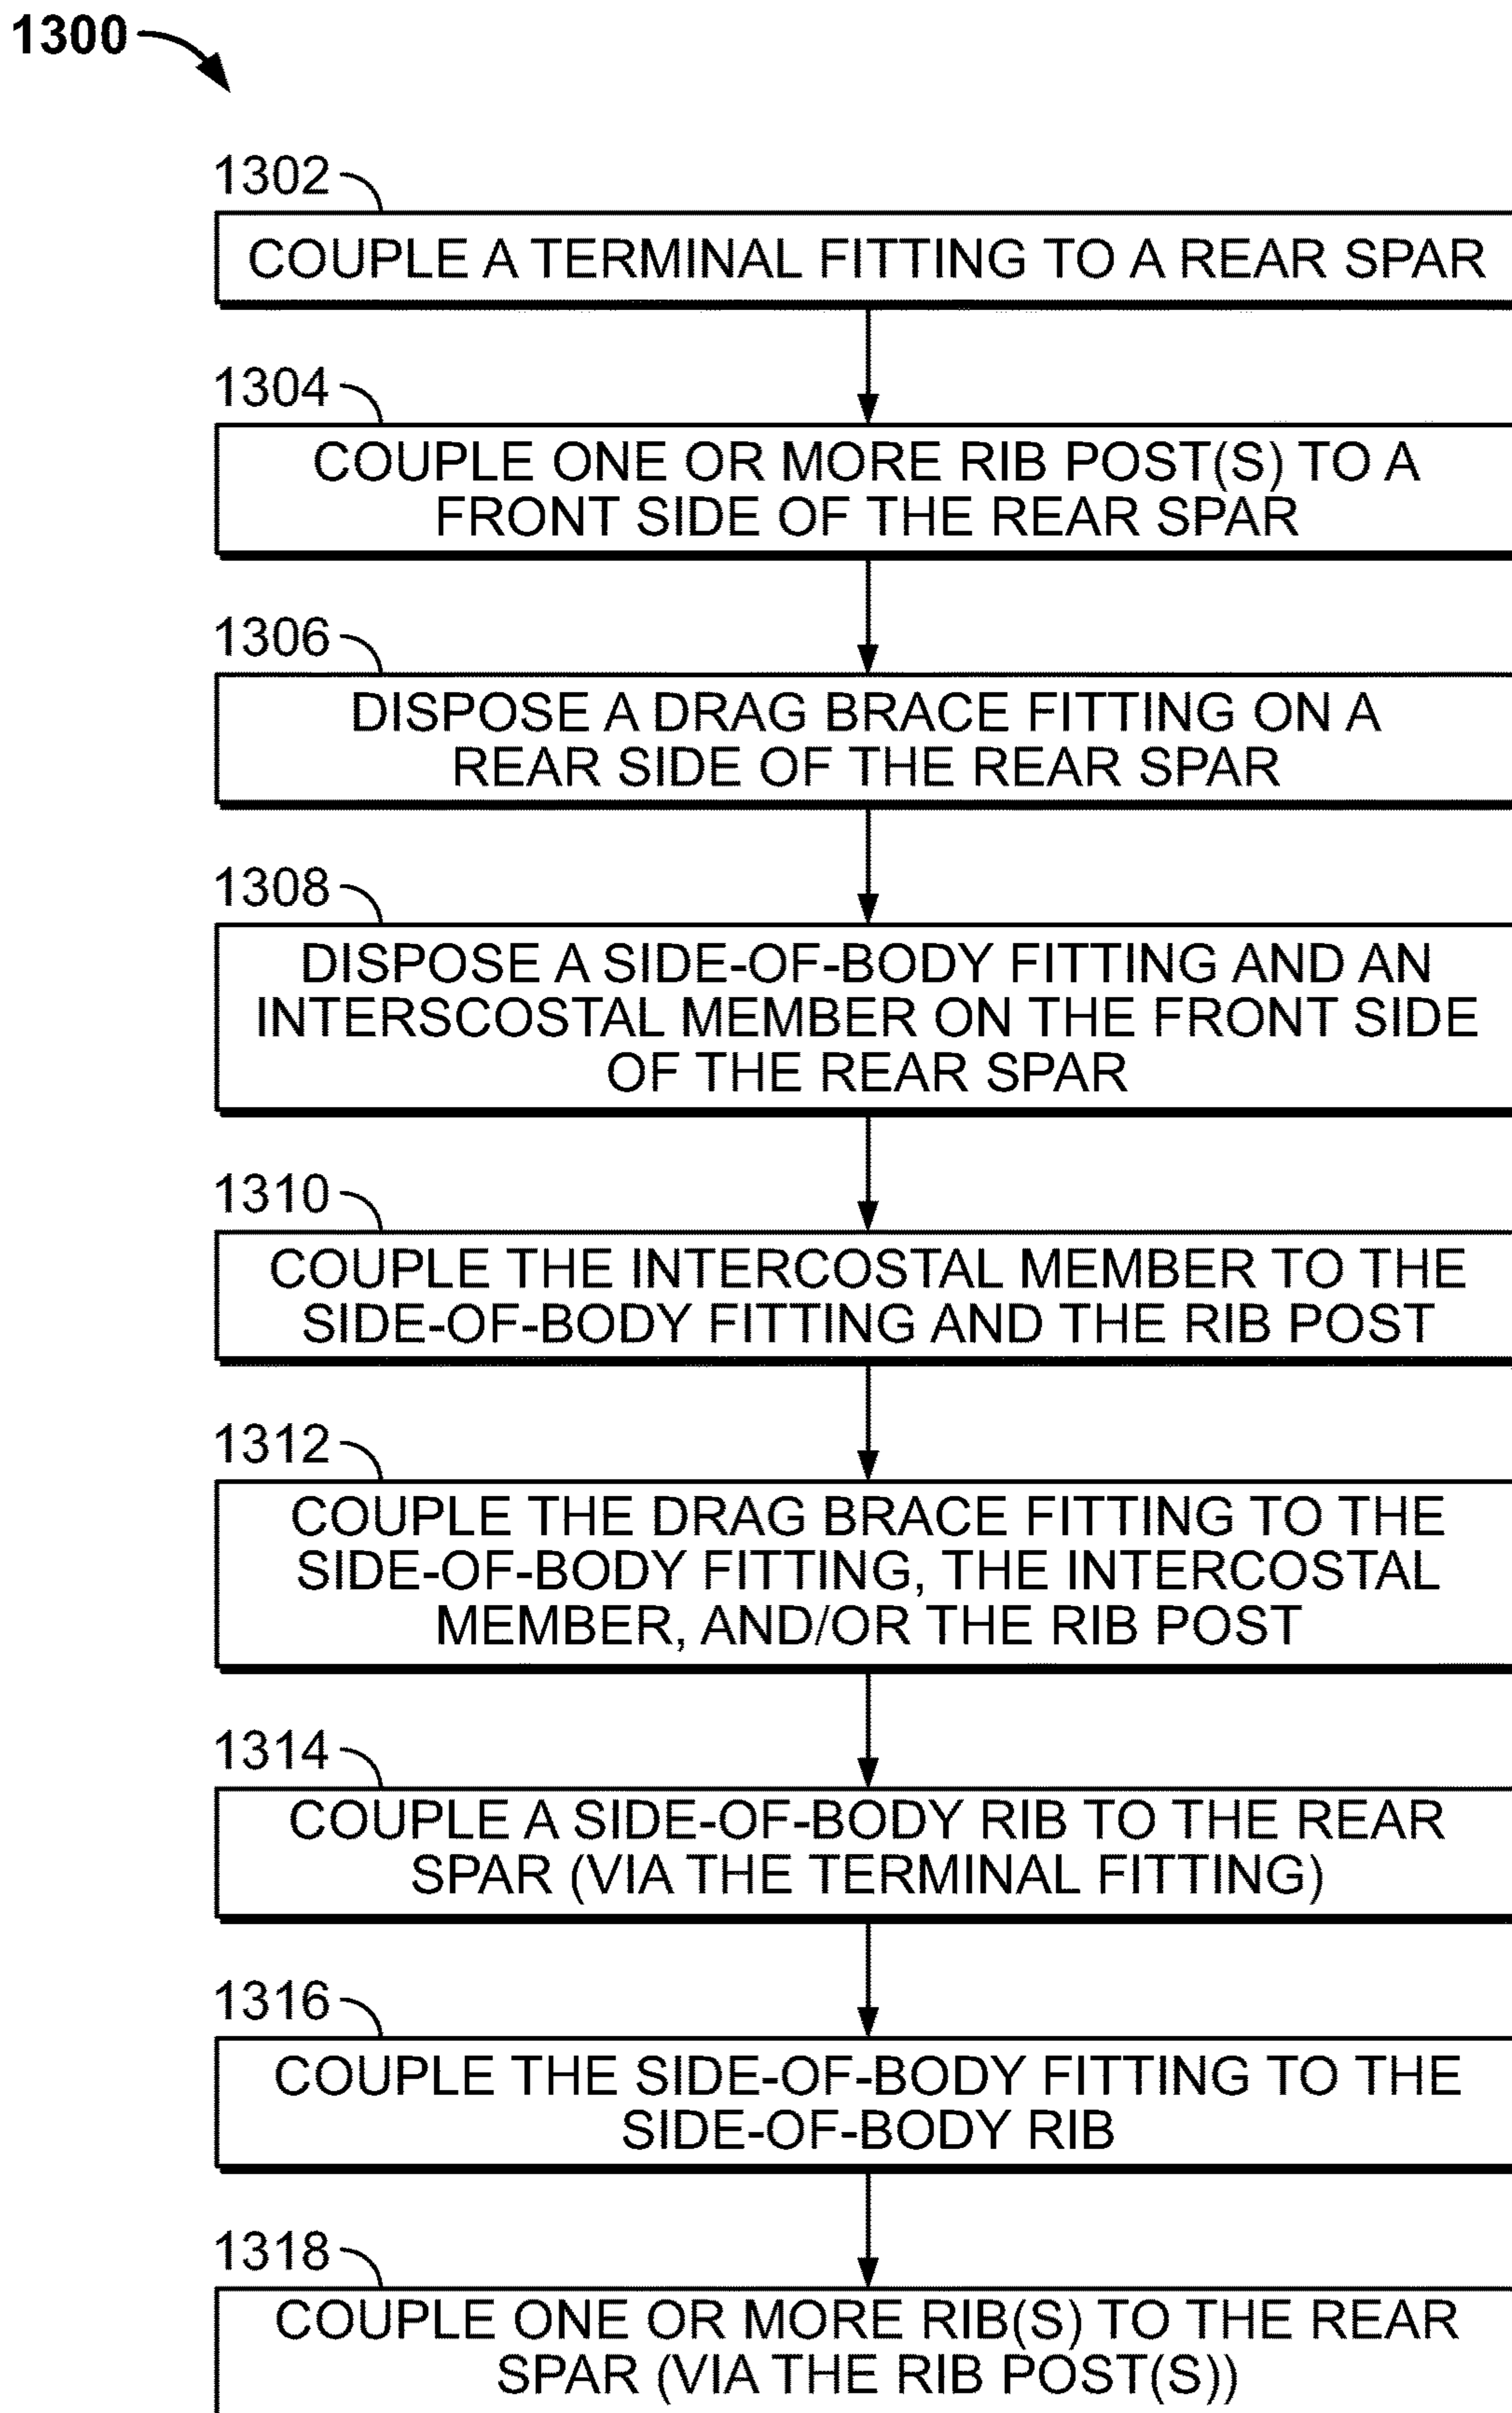 1300
1302
COUPLE A TERMINAL FITTING TO A REAR SPAR
1304
COUPLE ONE OR MORE RIB POST(S) TO A
FRONT SIDE OF THE REAR SPAR
1306
DISPOSE A DRAG BRACE FITTING ON A
REAR SIDE OF THE REAR SPAR
1308
DISPOSE A SIDE-OF-BODY FITTING AND AN
INTERSCOSTAL MEMBER ON THE FRONT SIDE
OF THE REAR SPAR
1310
COUPLE THE INTERCOSTAL MEMBER TO THE
SIDE-OF-BODY FITTING AND THE RIB POST
1312
COUPLE THE DRAG BRACE FITTING TO THE
SIDE-OF-BODY FITTING, THE INTERCOSTAL
MEMBER, AND/OR THE RIB POST
1314
COUPLE A SIDE-OF-BODY RIB TO THE REAR
SPAR (VIA THE TERMINAL FITTING)
1316
COUPLE THE SIDE-OF-BODY FITTING TO THE
SIDE-OF-BODY RIB
1318
COUPLE ONE OR MORE RIB(S) TO THE REAR
SPAR (VIA THE RIB POST(S))